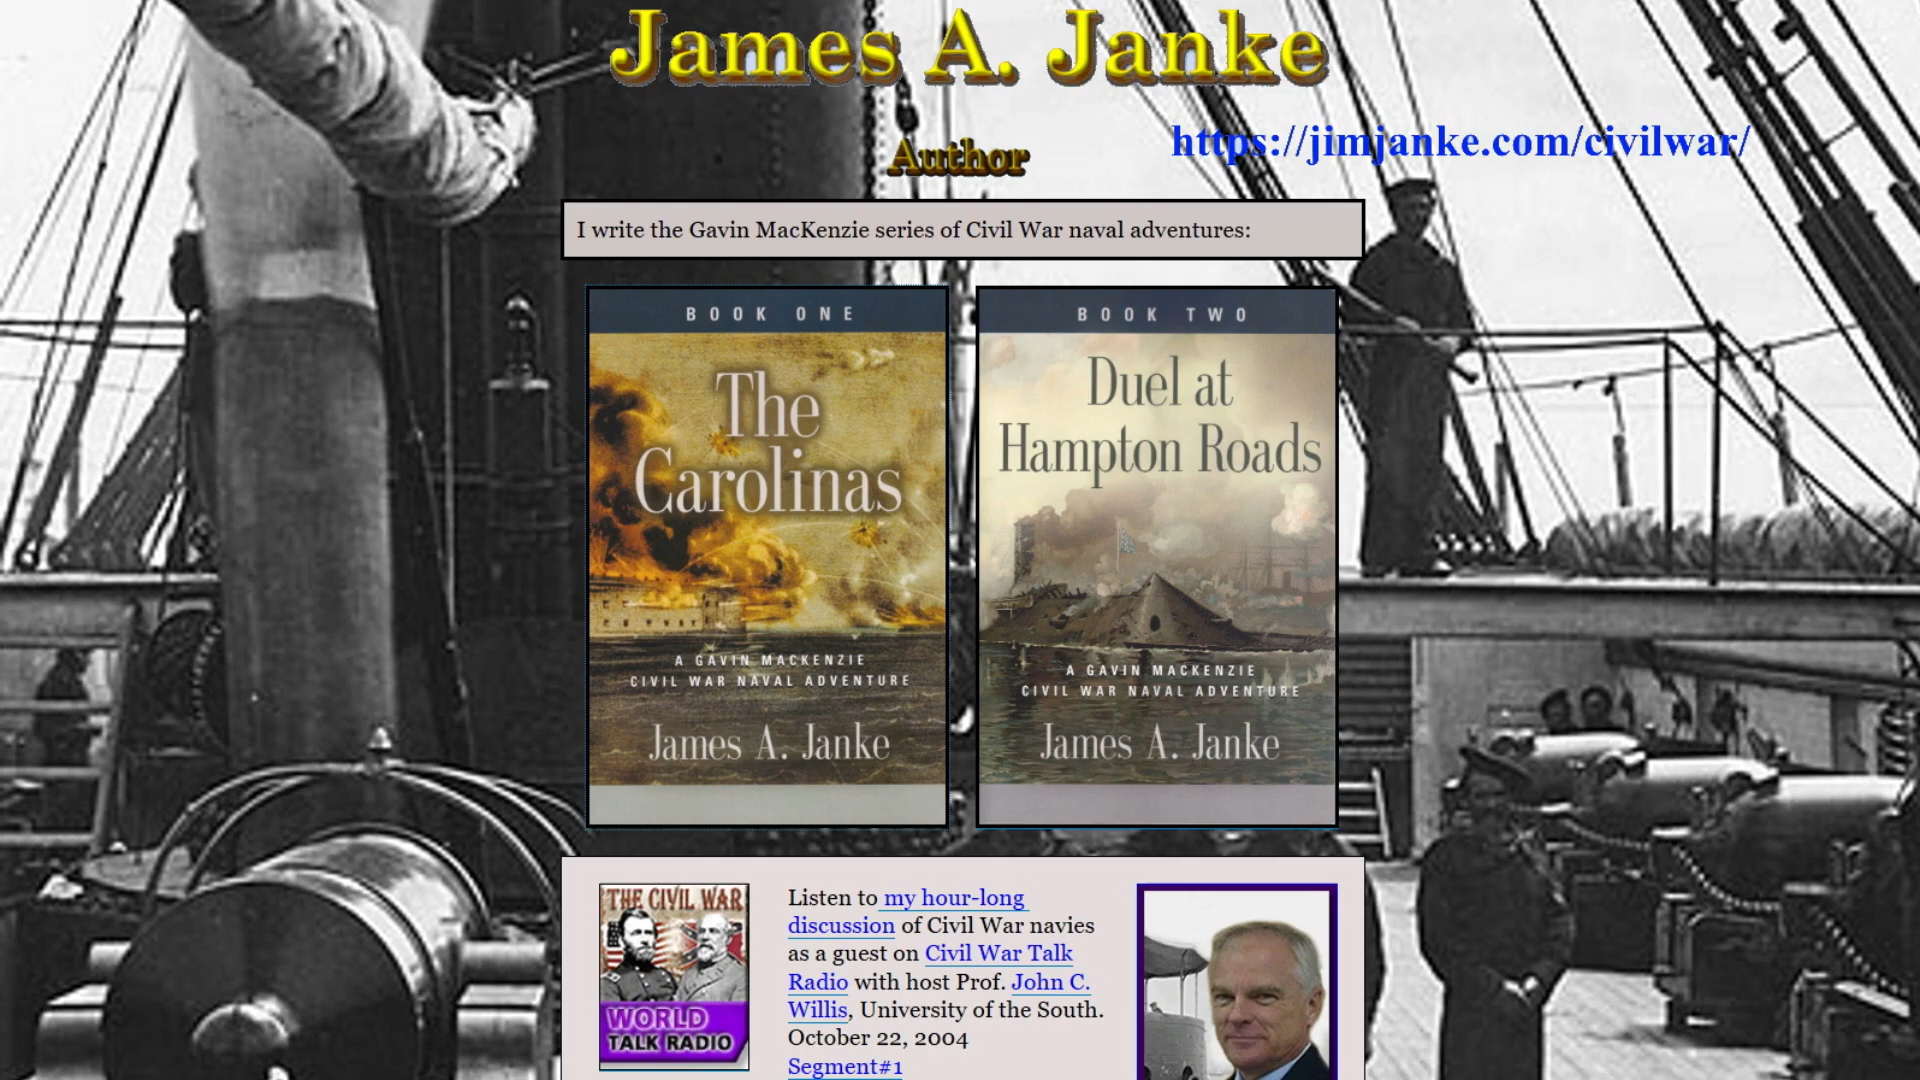 James A. Janke
Author
https://jimjanke.com/civilwar/
I write the Gavin MacKenzie series of Civil War naval adventures:
BOOK ONE
The
Carolinas
A GAVIN MACKENZIE
CIVIL WAR NAVAL ADVENTURE
James A. Janke
BOOK TWO
Duel at
Hampton Roads
A GAVIN MACKENZIE
CIVIL WAR NAVAL ADVENTURE
James A. Janke
THE CIVIL WAR
WORLD
TALK RADIO
Listen to my hour-long
discussion of Civil War navies
as a guest on Civil War Talk
Radio with host Prof. John C.
Willis, University of the South.
October 22, 2004
Segment#1